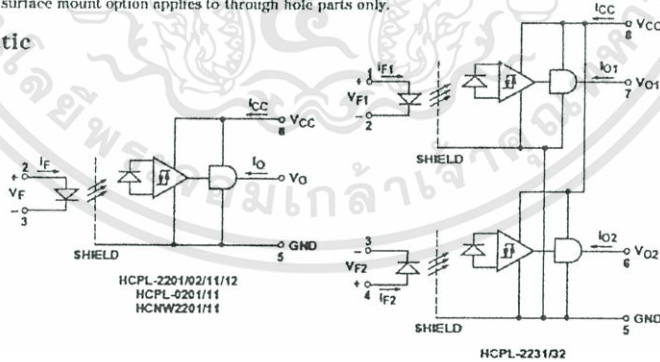 surface mount option applies to through hole parts only.
tic
ICC
8 VCC
1 IF1
+
VF1
–
2
IO1
VO1
7
SHIELD
ICC
8 VCC
2 IF
+
VF
–
3
IO
VO
SHIELD
GND
5
HCPL-2201/02/11/12
HCPL-0201/11
HCNW2201/11
3
–
VF2
+
4 IF2
IO2
VO2
6
SHIELD
GND
5
HCPL-2231/32